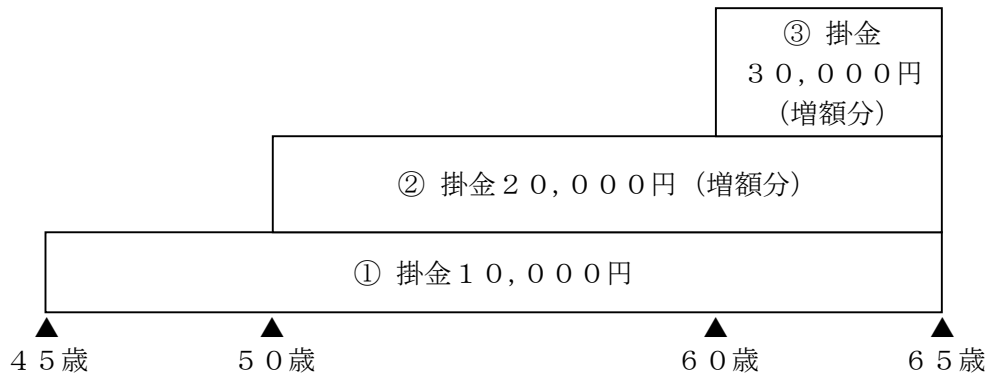 ③ 掛金
３０,０００円
（増額分）
② 掛金２０,０００円（増額分）
① 掛金１０,０００円
４５歳
５０歳
６０歳
６５歳